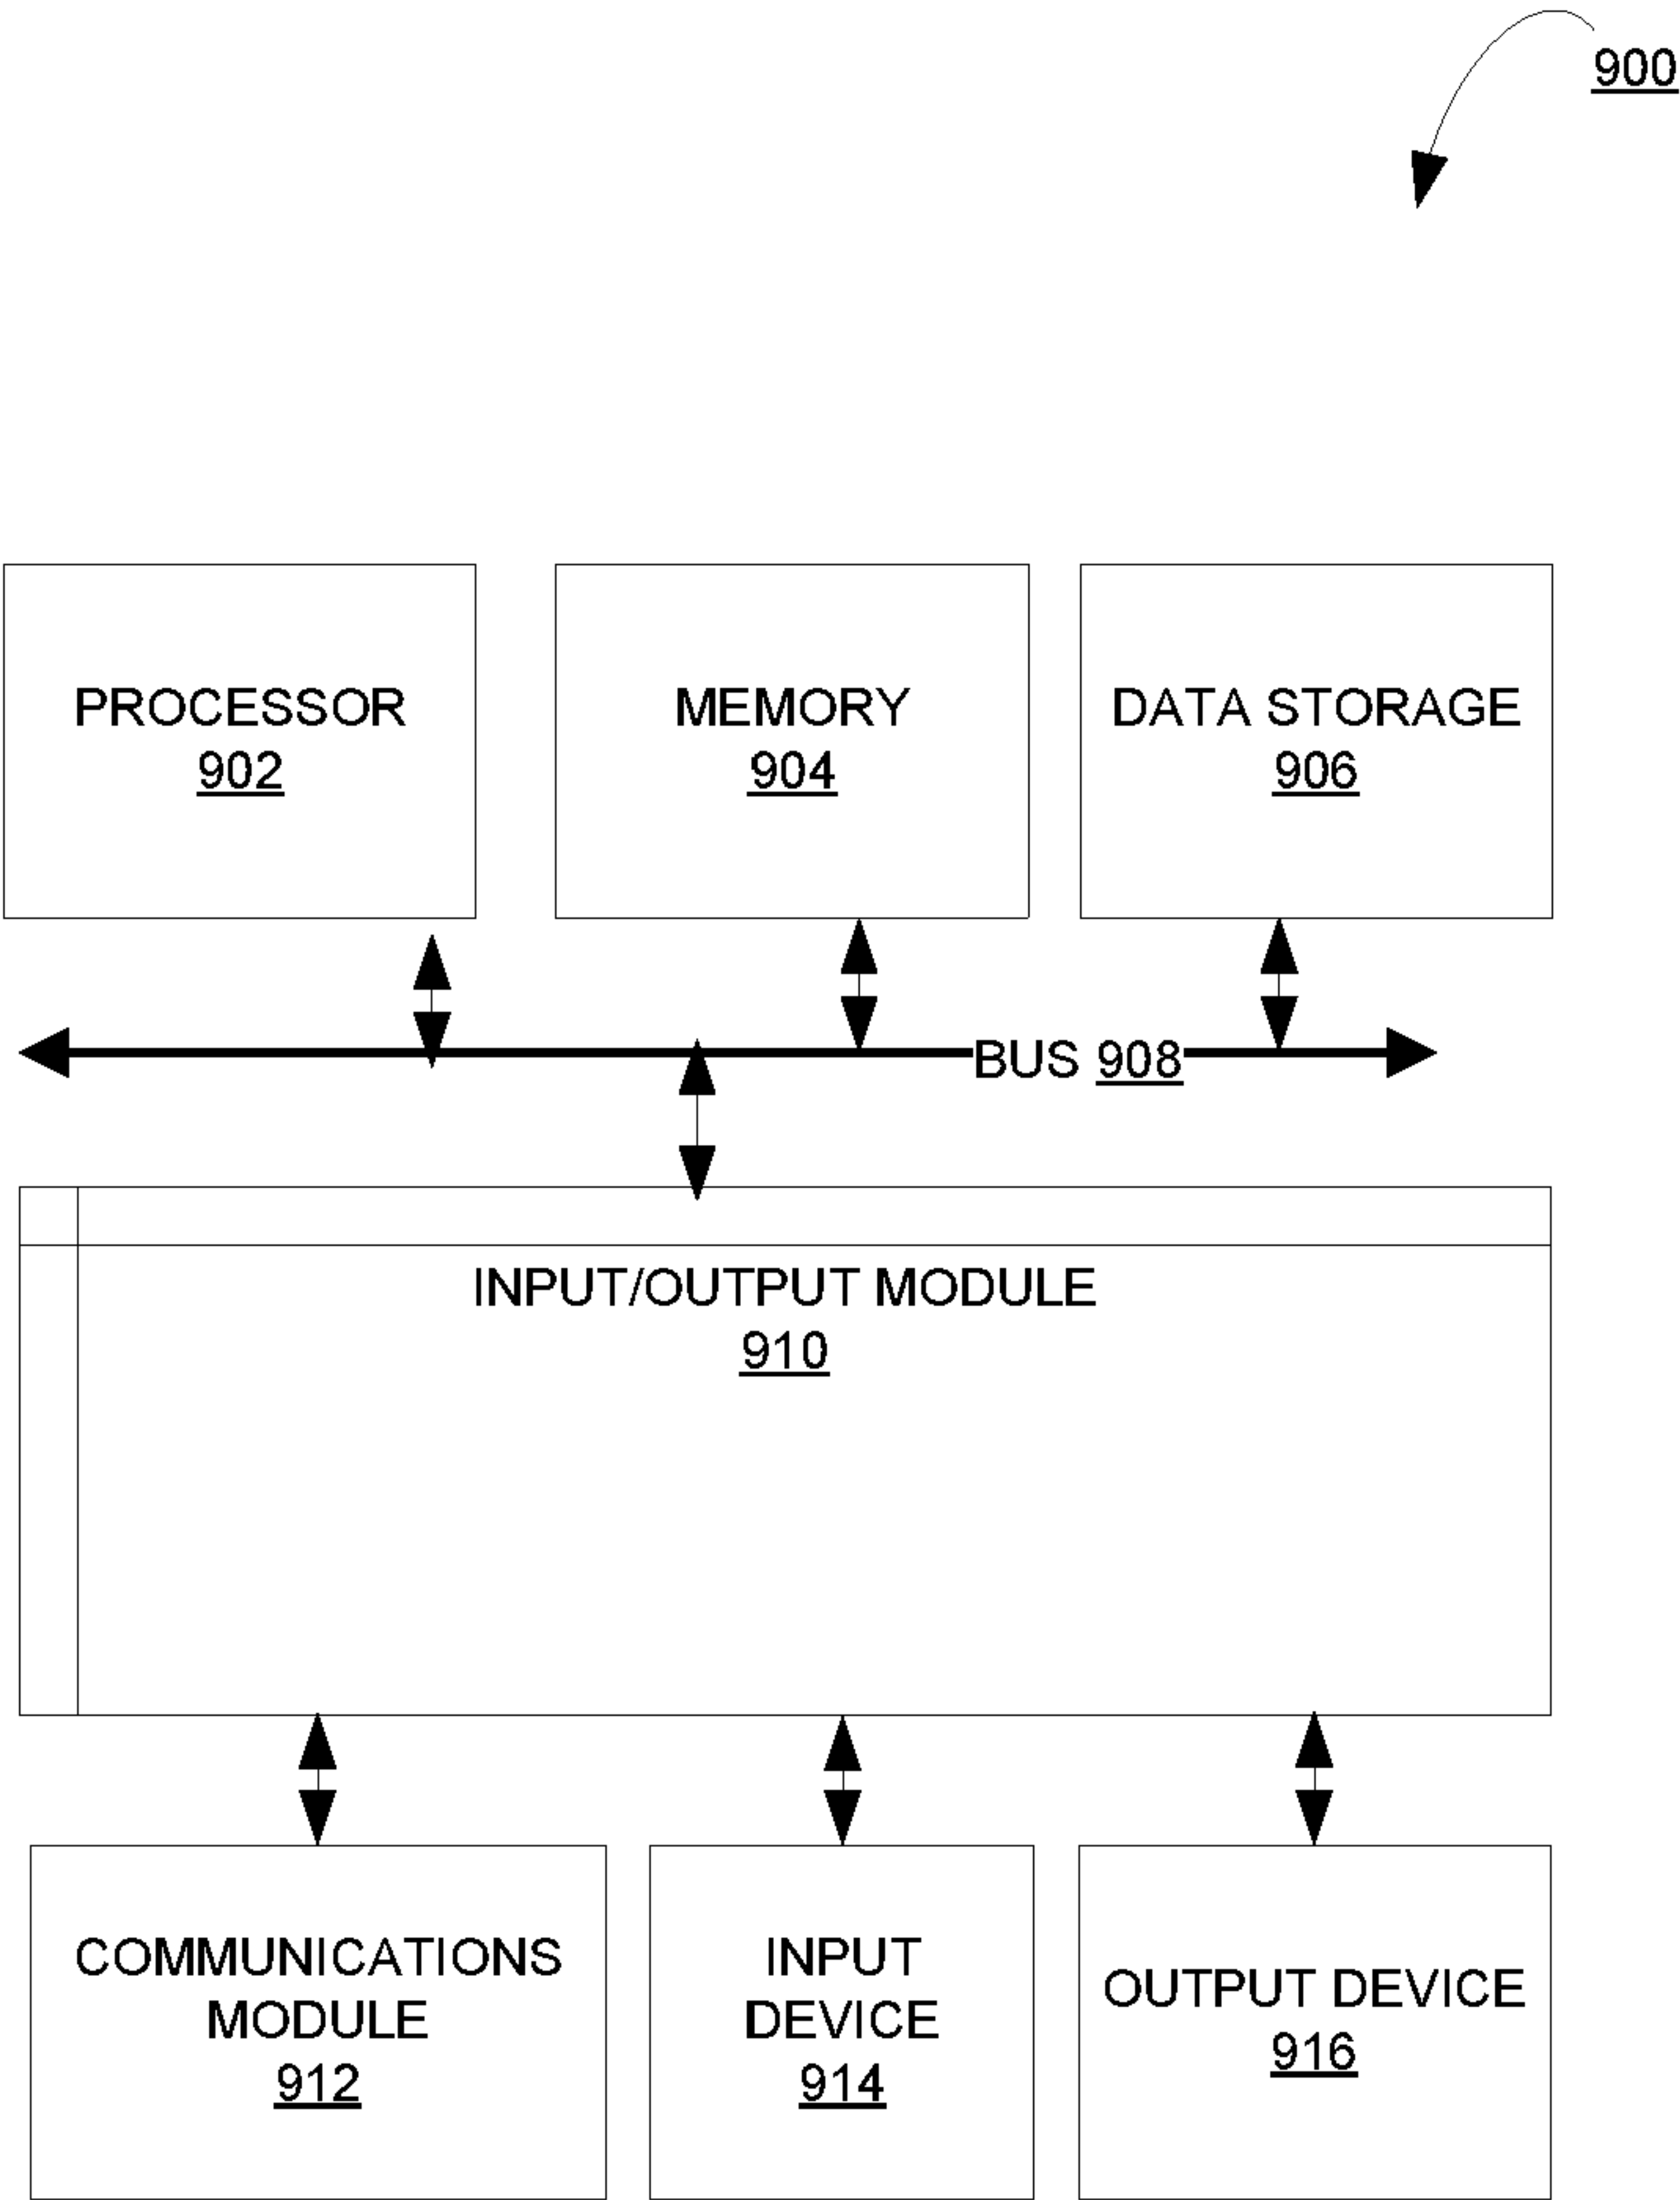 900
PROCESSOR
902
MEMORY
904
DATA STORAGE
906
BUS 908
INPUT/OUTPUT MODULE
910
COMMUNICATIONS
MODULE
912
INPUT
DEVICE
914
OUTPUT DEVICE
916